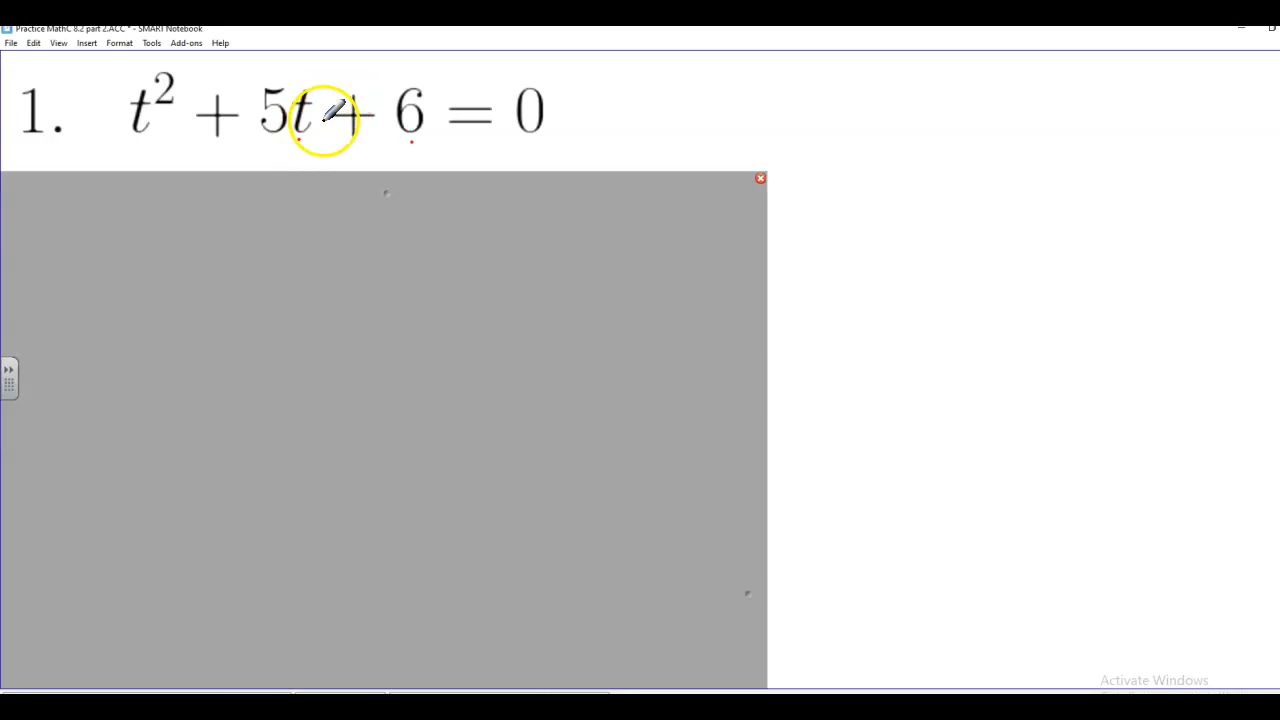 Practice MathC 8.2 part 2.ACC * - SMART Notebook
File Edit View Insert Format Tools Add-ons Help
1. t² + 5t + 6 = 0
Activate Windows